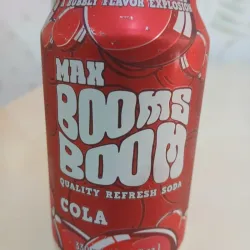 BUBBLY FLAVOR EXPLOSION
MAX
BOOMS
BOOM
QUALITY REFRESH SODA
COLA